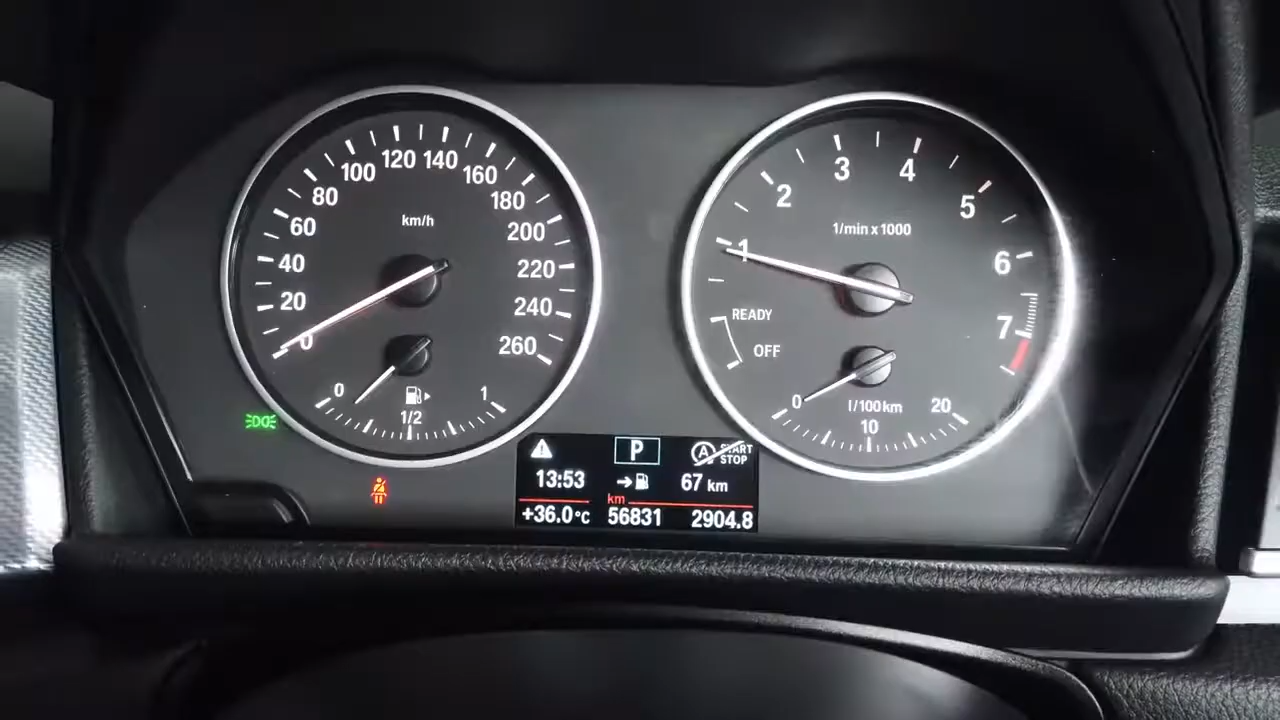 0
20
40
60
80
100
120
140
160
180
200
220
240
260
km/h
0
1/2
1
1
2
3
4
5
6
7
1/min x 1000
READY
OFF
0
10
20
l/100 km
P
A START STOP
13:53
67 km
km
+36.0°C 56831 2904.8